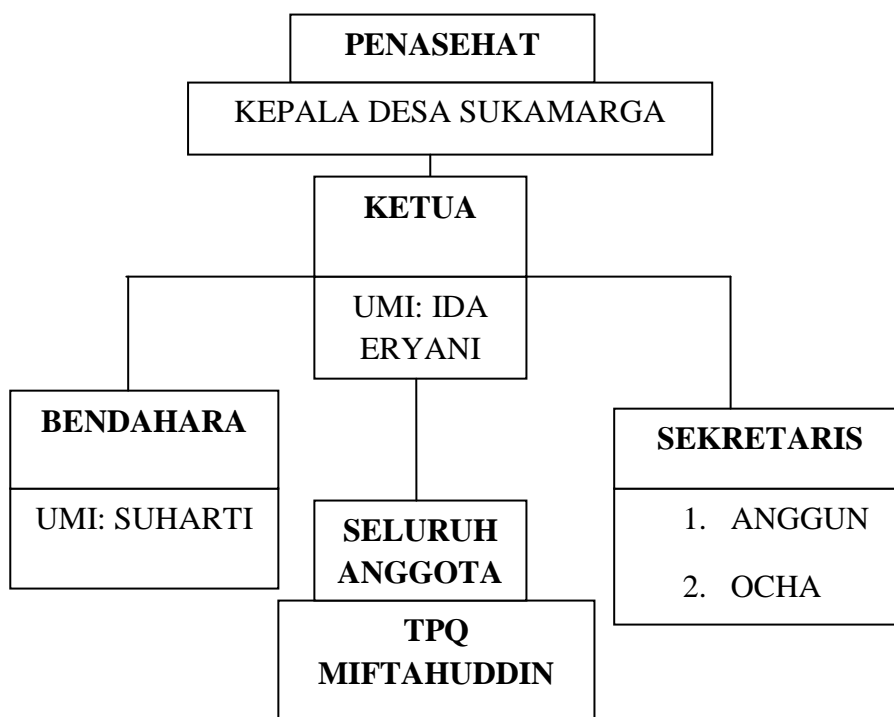 PENASEHAT
KEPALA DESA SUKAMARGA
KETUA
UMI: IDA
ERYANI
BENDAHARA
UMI: SUHARTI
SEKRETARIS
1. ANGGUN
2. OCHA
SELURUH
ANGGOTA
TPQ
MIFTAHUDDIN